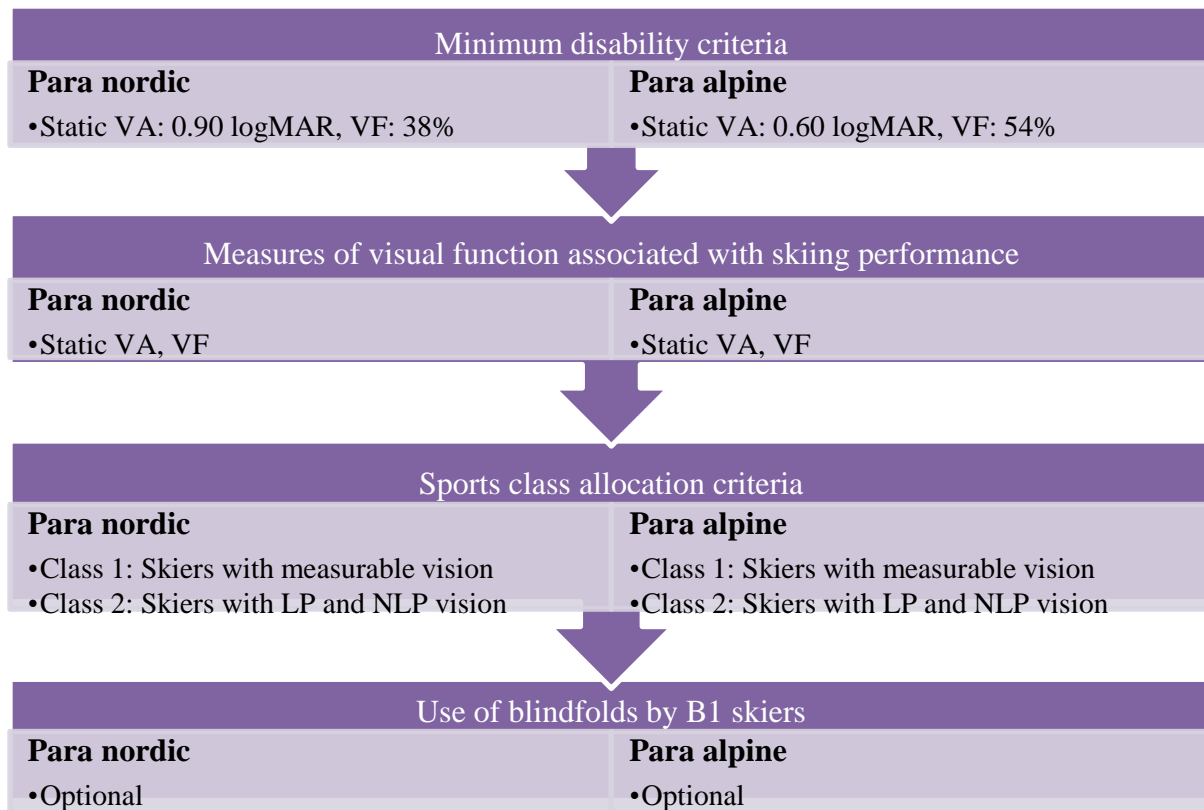 Minimum disability criteria
Para nordic
•Static VA: 0.90 logMAR, VF: 38%
Para alpine
•Static VA: 0.60 logMAR, VF: 54%
Measures of visual function associated with skiing performance
Para nordic
•Static VA, VF
Para alpine
•Static VA, VF
Sports class allocation criteria
Para nordic
•Class 1: Skiers with measurable vision
•Class 2: Skiers with LP and NLP vision
Para alpine
•Class 1: Skiers with measurable vision
•Class 2: Skiers with LP and NLP vision
Use of blindfolds by B1 skiers
Para nordic
•Optional
Para alpine
•Optional